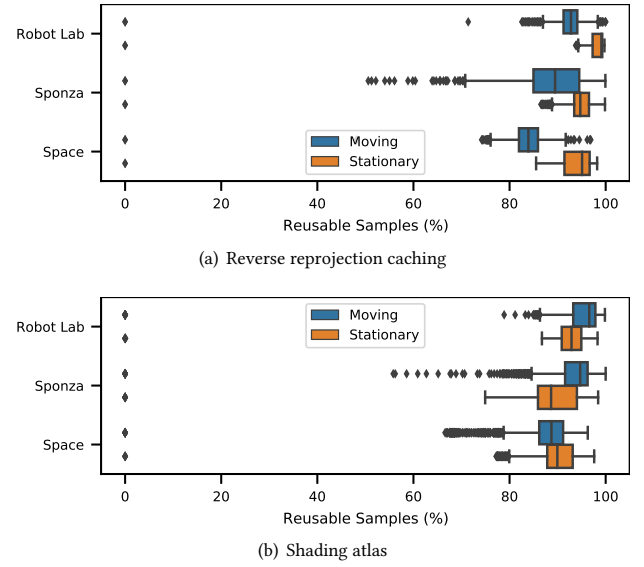 Robot Lab
Sponza
Space
Moving
Stationary
0 20 40 60 80 100
Reusable Samples (%)
(a) Reverse reprojection caching
Robot Lab
Sponza
Space
Moving
Stationary
0 20 40 60 80 100
Reusable Samples (%)
(b) Shading atlas